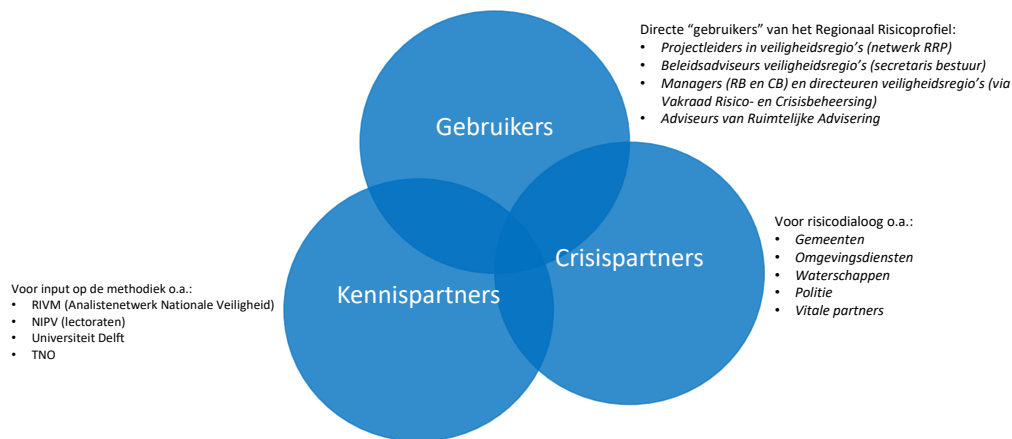 Directe “gebruikers” van het Regionaal Risicoprofiel:
• Projectleiders in veiligheidsregio’s (netwerk RRP)
• Beleidsadviseurs veiligheidsregio’s (secretaris bestuur)
• Managers (RB en CB) en directeuren veiligheidsregio’s (via
Vakraad Risico- en Crisisbeheersing)
• Adviseurs van Ruimtelijke Advisering
Gebruikers
Crisispartners
Kennispartners
Voor risicodialoog o.a.:
• Gemeenten
• Omgevingsdiensten
• Waterschappen
• Politie
• Vitale partners
Voor input op de methodiek o.a.:
• RIVM (Analistenetwerk Nationale Veiligheid)
• NIPV (lectoraten)
• Universiteit Delft
• TNO